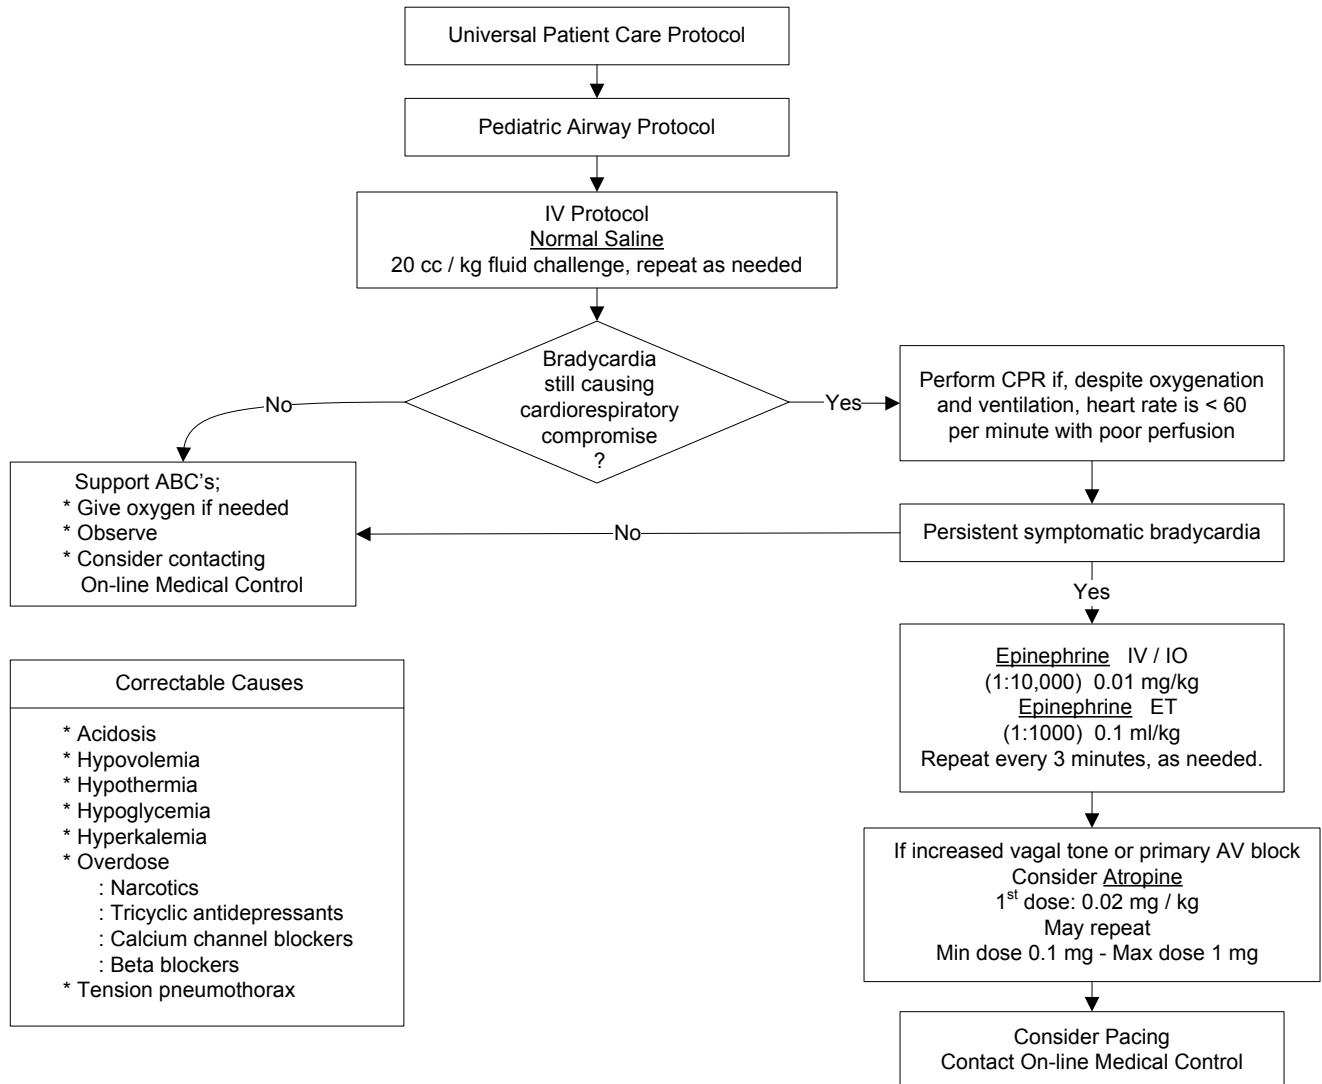 Universal Patient Care Protocol
Pediatric Airway Protocol
IV Protocol
Normal Saline
20 cc / kg fluid challenge, repeat as needed
Bradycardia
still causing
cardiorespiratory
compromise
?
No
Yes
Perform CPR if, despite oxygenation
and ventilation, heart rate is < 60
per minute with poor perfusion
Support ABC's;
* Give oxygen if needed
* Observe
* Consider contacting
On-line Medical Control
No
Persistent symptomatic bradycardia
Yes
Epinephrine IV / IO
(1:10,000) 0.01 mg/kg
Epinephrine ET
(1:1000) 0.1 ml/kg
Repeat every 3 minutes, as needed.
Correctable Causes
* Acidosis
* Hypovolemia
* Hypothermia
* Hypoglycemia
* Hyperkalemia
* Overdose
: Narcotics
: Tricyclic antidepressants
: Calcium channel blockers
: Beta blockers
* Tension pneumothorax
If increased vagal tone or primary AV block
Consider Atropine
1st dose: 0.02 mg / kg
May repeat
Min dose 0.1 mg - Max dose 1 mg
Consider Pacing
Contact On-line Medical Control